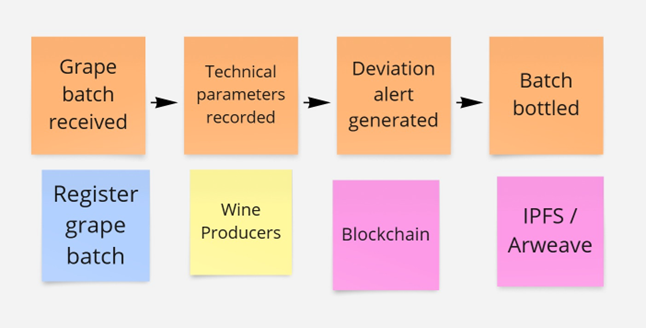 Grape
batch
received
Technical
parameters
recorded
Deviation
alert
generated
Batch
bottled
Register
grape
batch
Wine
Producers
Blockchain
IPFS /
Arweave